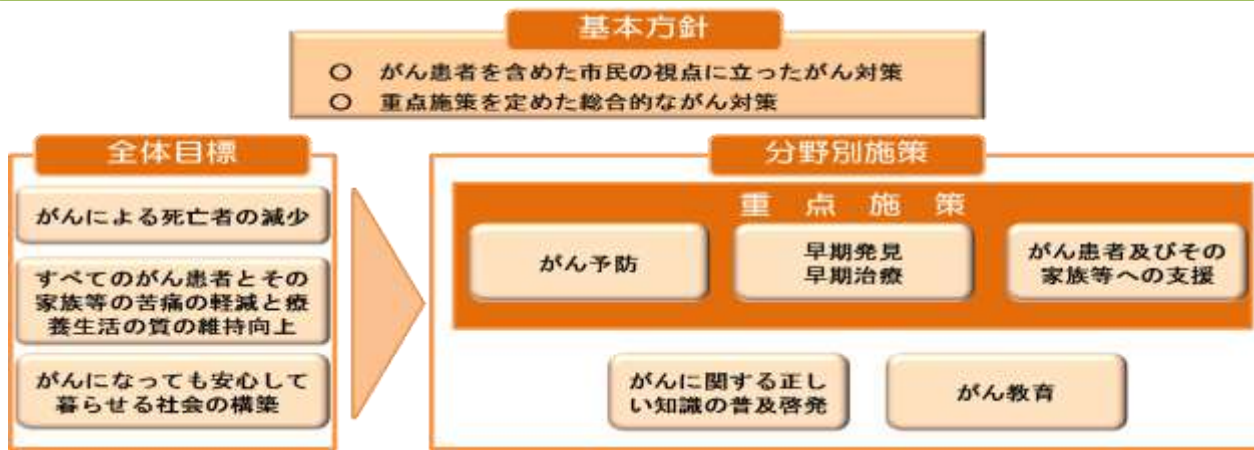 基本方針
○ がん患者を含めた市民の視点に立ったがん対策
○ 重点施策を定めた総合的ながん対策
全体目標
がんによる死亡者の減少
すべてのがん患者とその
家族等の苦痛の軽減と療
養生活の質の維持向上
がんになっても安心して
暮らせる社会の構築
分野別施策
重点施策
がん予防
早期発見
早期治療
がん患者及びその
家族等への支援
がんに関する正し
い知識の普及啓発
がん教育